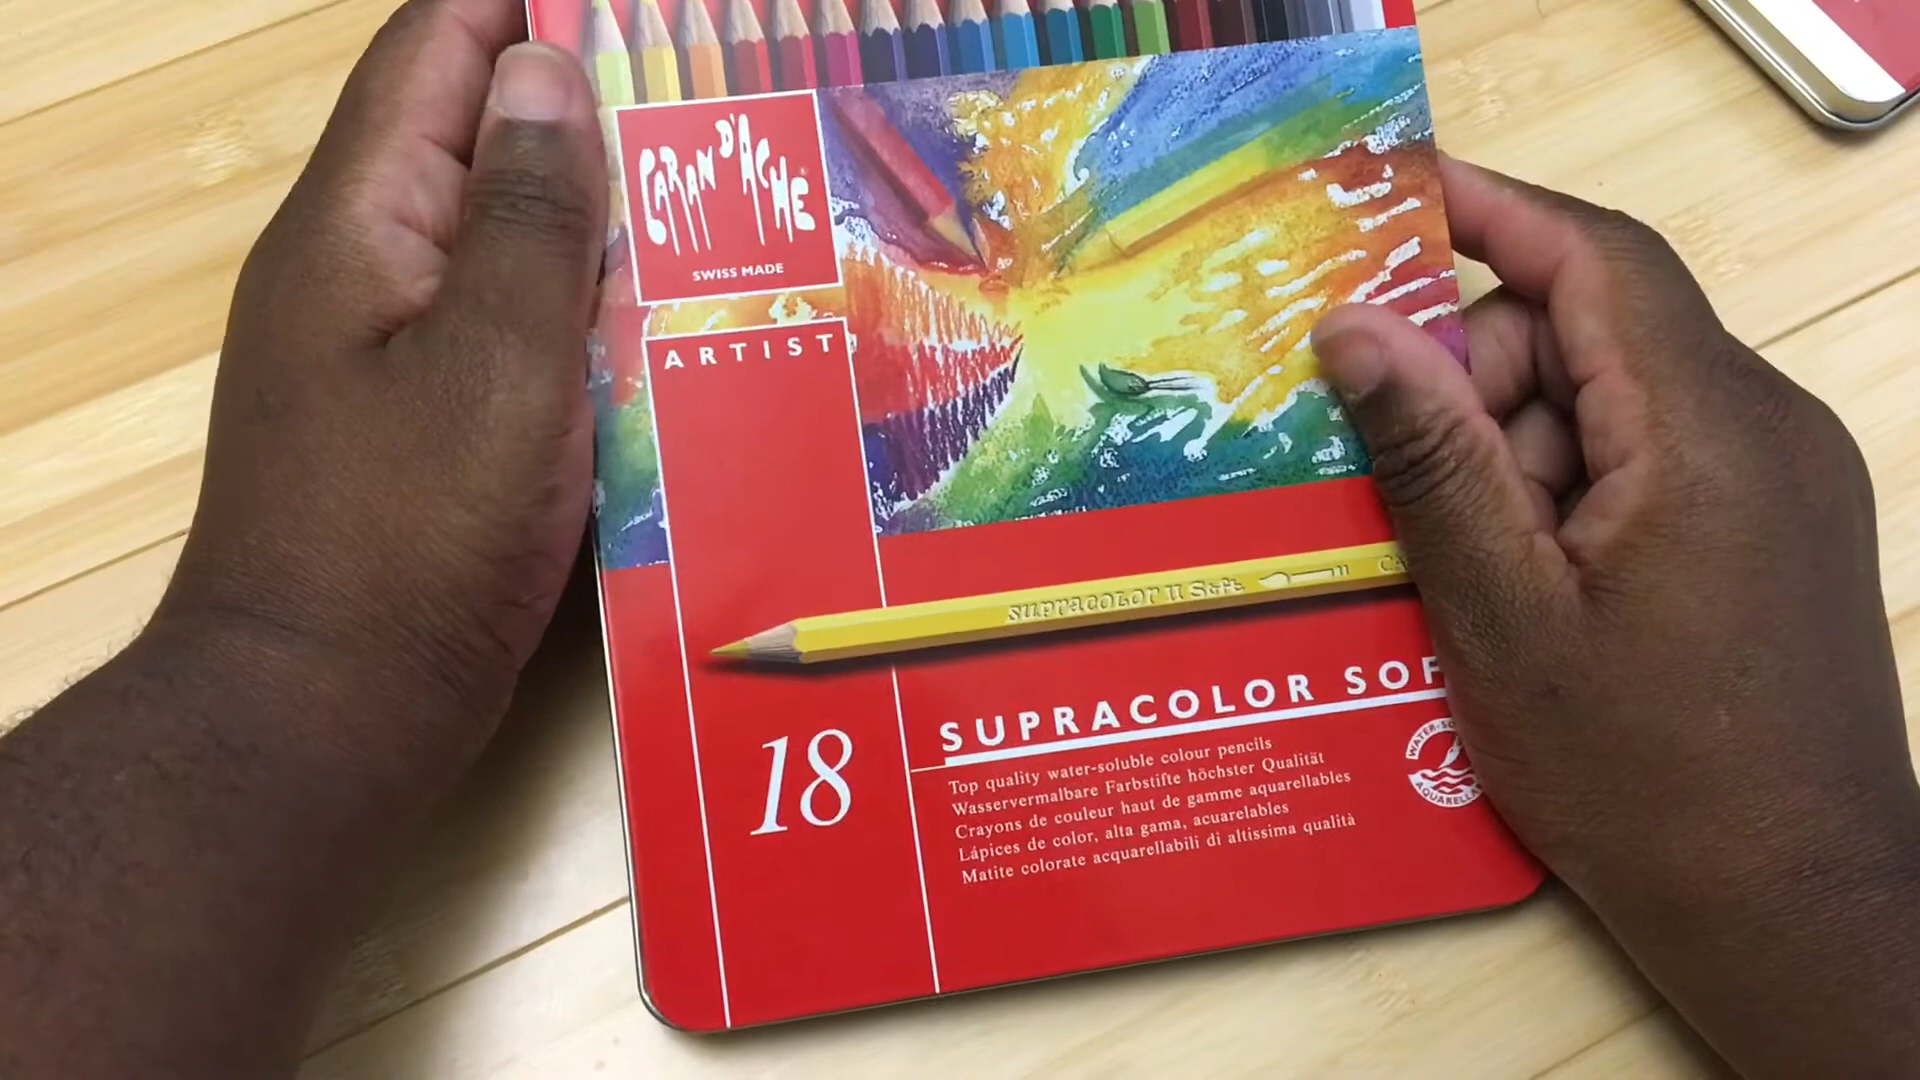 CARAN D'ACHE
SWISS MADE
ARTIST
supracolor II Soft
SUPRACOLOR SOF
18
Top quality water-soluble colour pencils
Wasservermalbare Farbstifte höchster Qualität
Crayons de couleur haut de gamme aquarellables
Lápices de color, alta gama, acuarelables
Matite colorate acquarellabili di altissima qualità